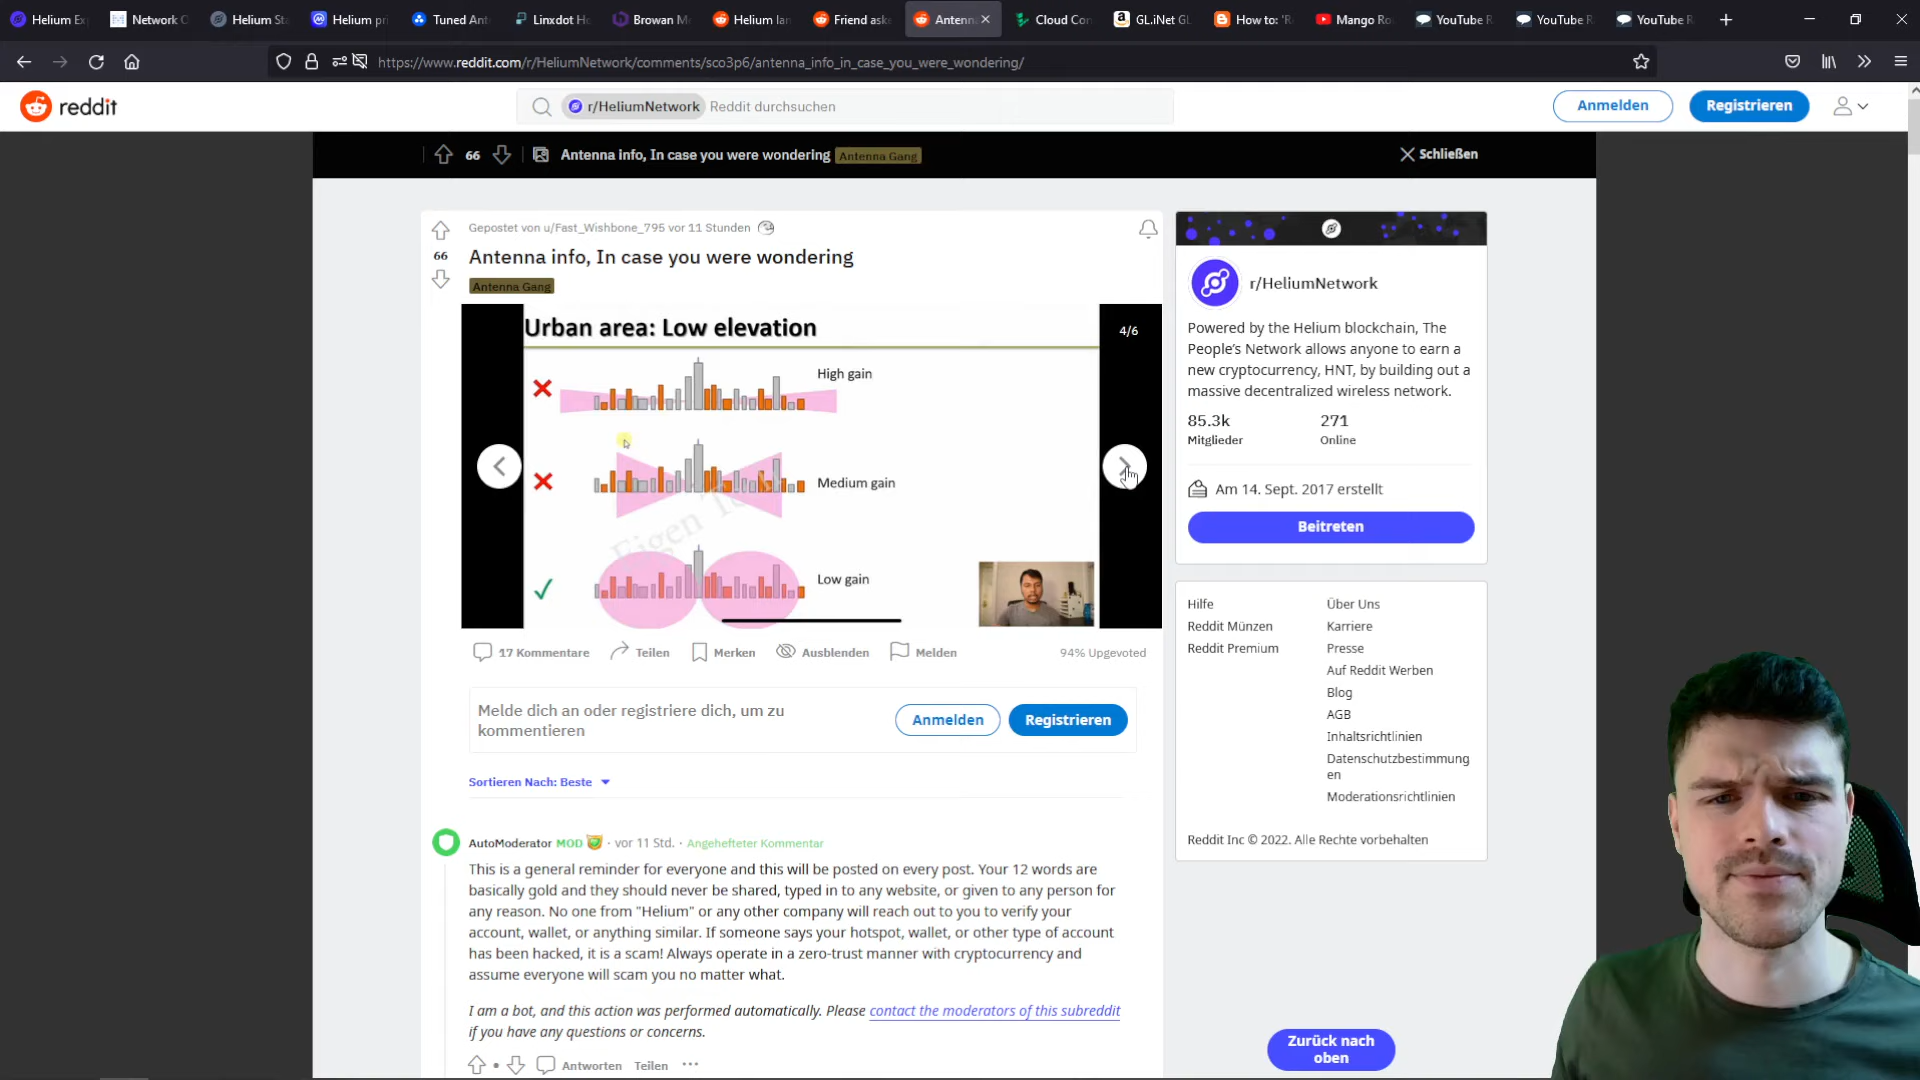 Helium Ex
Network C
Helium Sta
Helium pri
Tuned Ant
Linxdot Ho
Browan Me
Helium lan
Friend aske
Antenna
Cloud Con
GL.iNet GL
How to: 'R
Mango Ro
YouTube R
YouTube R
YouTube R
https://www.reddit.com/r/HeliumNetwork/comments/sco3p6/antenna_info_in_case_you_were_wondering/
reddit
r/HeliumNetwork Reddit durchsuchen
Anmelden
Registrieren
66
Antenna info, In case you were wondering Antenna Gang
Schließen
Gepostet von u/Fast_Wishbone_795 vor 11 Stunden
66
Antenna info, In case you were wondering
Antenna Gang
Urban area: Low elevation
4/6
High gain
Medium gain
Low gain
17 Kommentare
Teilen
Merken
Ausblenden
Melden
94% Upgevoted
Melde dich an oder registriere dich, um zu
kommentieren
Anmelden
Registrieren
Sortieren Nach: Beste
AutoModerator MOD · vor 11 Std. · Angehefteter Kommentar
This is a general reminder for everyone and this will be posted on every post. Your 12 words are
basically gold and they should never be shared, typed in to any website, or given to any person for
any reason. No one from "Helium" or any other company will reach out to you to verify your
account, wallet, or anything similar. If someone says your hotspot, wallet, or other type of account
has been hacked, it is a scam! Always operate in a zero-trust manner with cryptocurrency and
assume everyone will scam you no matter what.
I am a bot, and this action was performed automatically. Please contact the moderators of this subreddit
if you have any questions or concerns.
Antworten
Teilen
r/HeliumNetwork
Powered by the Helium blockchain, The
People's Network allows anyone to earn a
new cryptocurrency, HNT, by building out a
massive decentralized wireless network.
85.3k
Mitglieder
271
Online
Am 14. Sept. 2017 erstellt
Beitreten
Hilfe
Reddit Münzen
Reddit Premium
Über Uns
Karriere
Presse
Auf Reddit Werben
Blog
AGB
Inhaltsrichtlinien
Datenschutzbestimmung
en
Moderationsrichtlinien
Reddit Inc © 2022. Alle Rechte vorbehalten
Zurück nach
oben